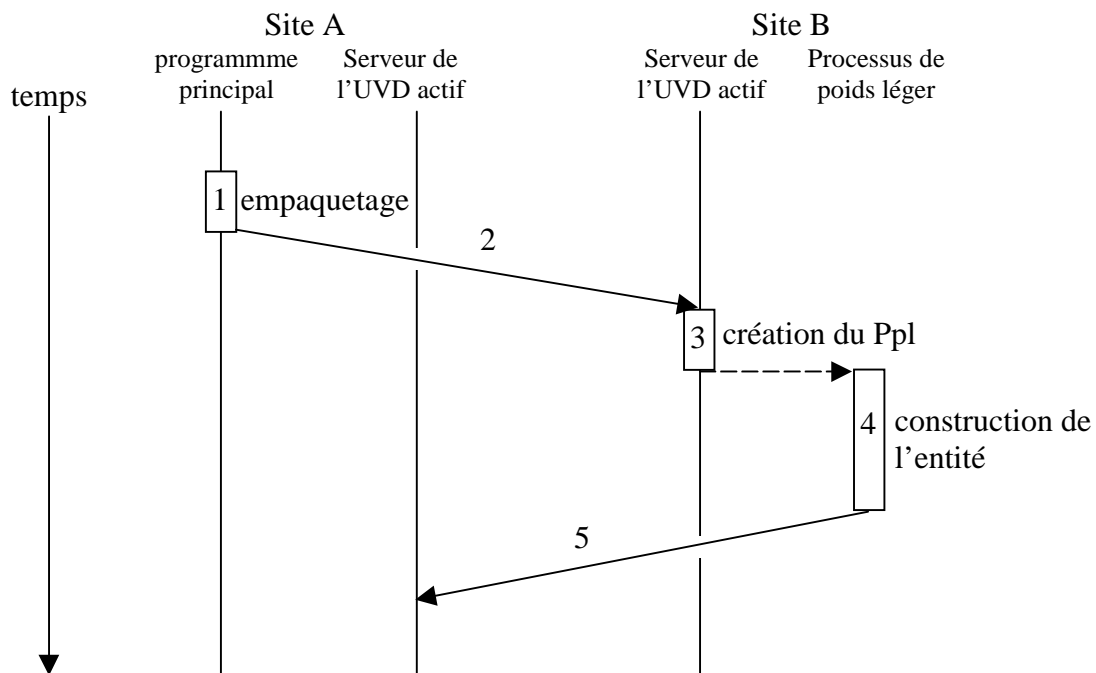 Site A
Site B
programmme
principal
Serveur de
l’UVD actif
Serveur de
l’UVD actif
Processus de
poids léger
temps
1
empaquetage
2
3
création du Ppl
4
construction de
l’entité
5